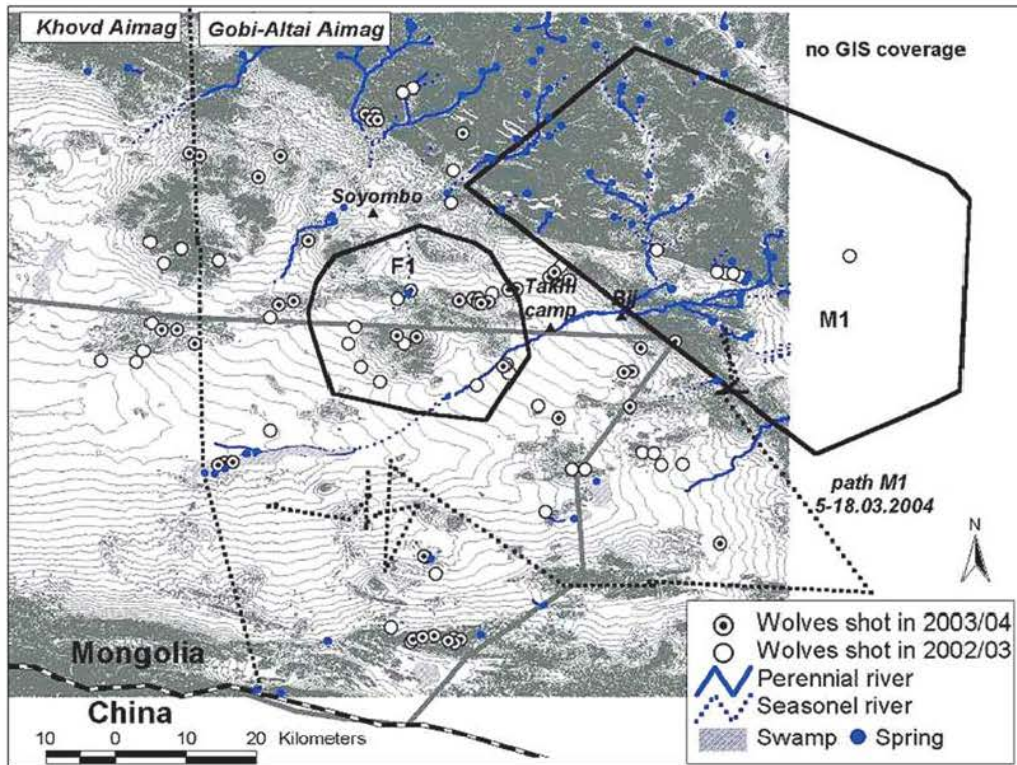 Khovd Aimag
Gobi-Altai Aimag
no GIS coverage
Soyombo
F1
Takhi
camp
Bij
M1
path M1
5-18.03.2004
N
Mongolia
China
10 0 10 20 Kilometers
Wolves shot in 2003/04
Wolves shot in 2002/03
Perennial river
Seasonel river
Swamp
Spring